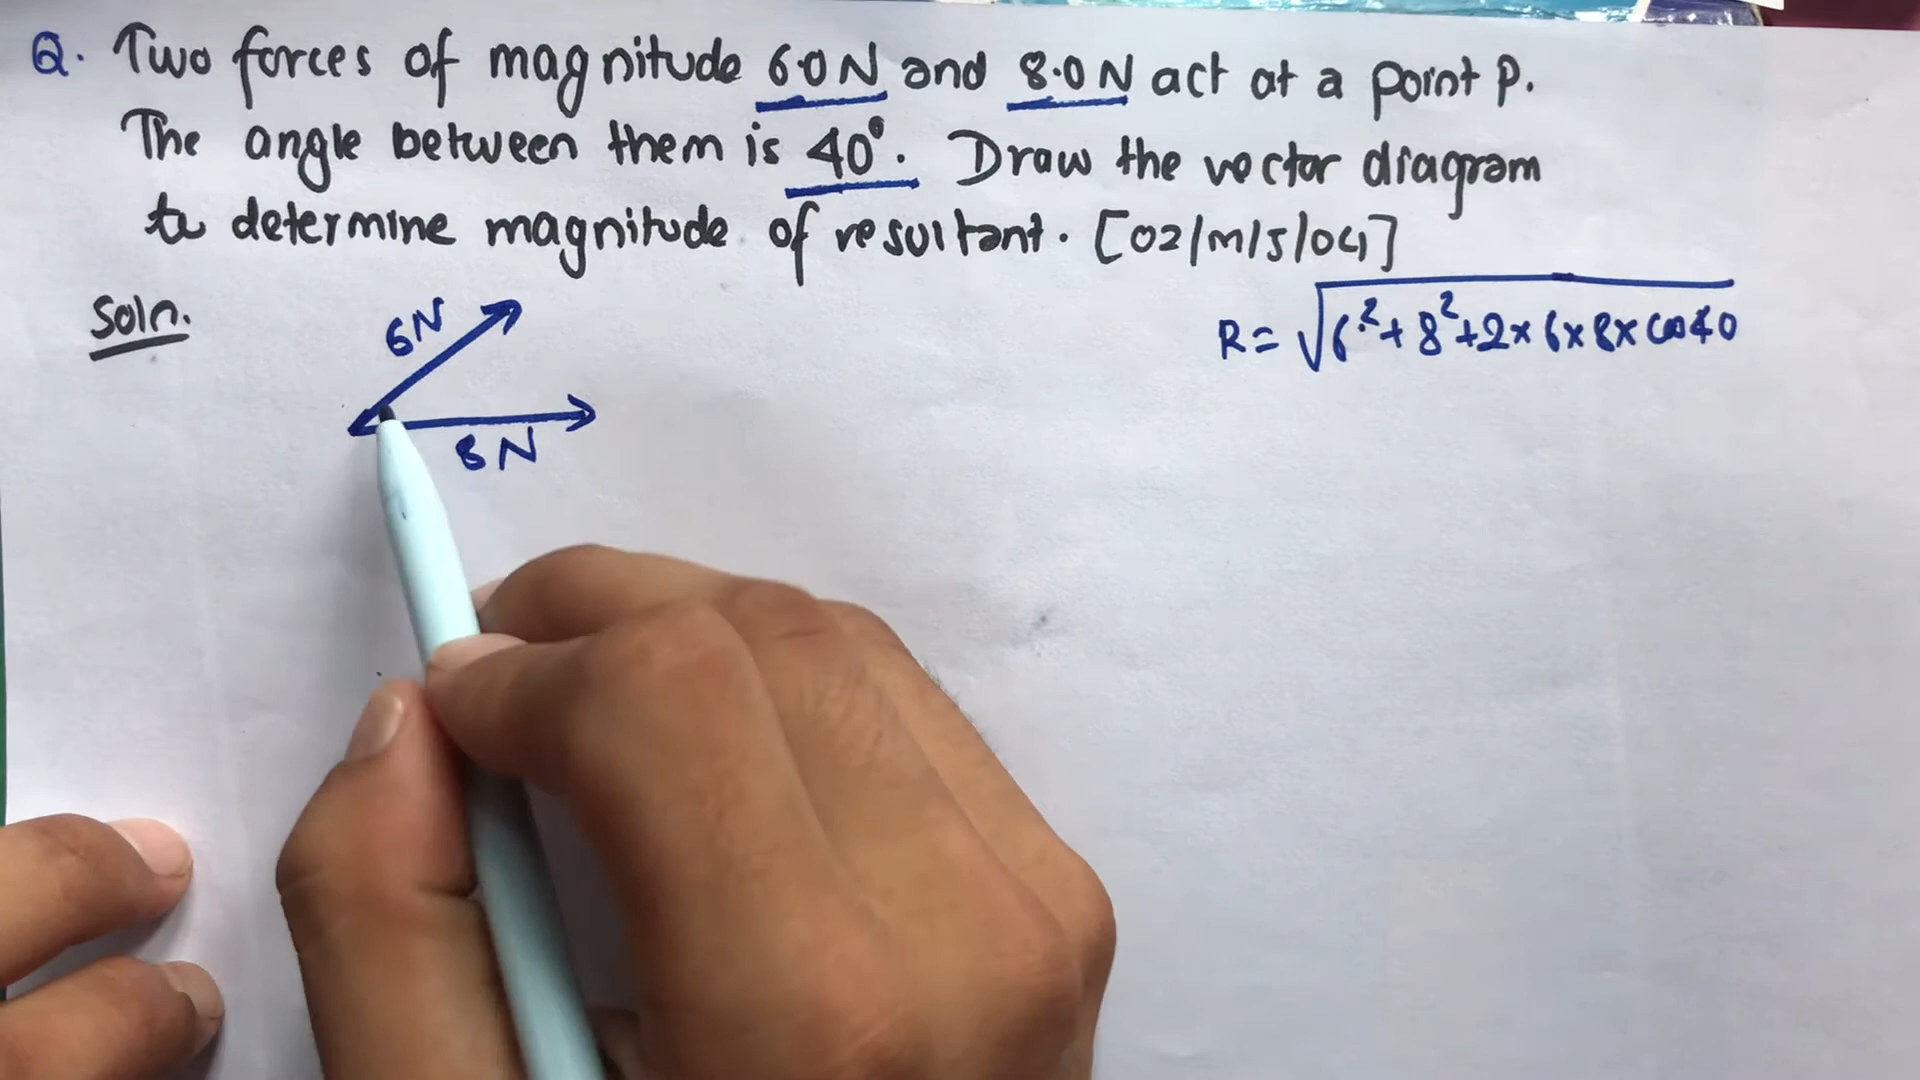 Q. Two forces of magnitude 6.0 N and 8.0 N act at a point P.
The angle between them is 40°. Draw the vector diagram
to determine magnitude of resultant. [02/M/J/04]
Soln.
6N
8N
R = √6²+8²+2×6×8×cos40